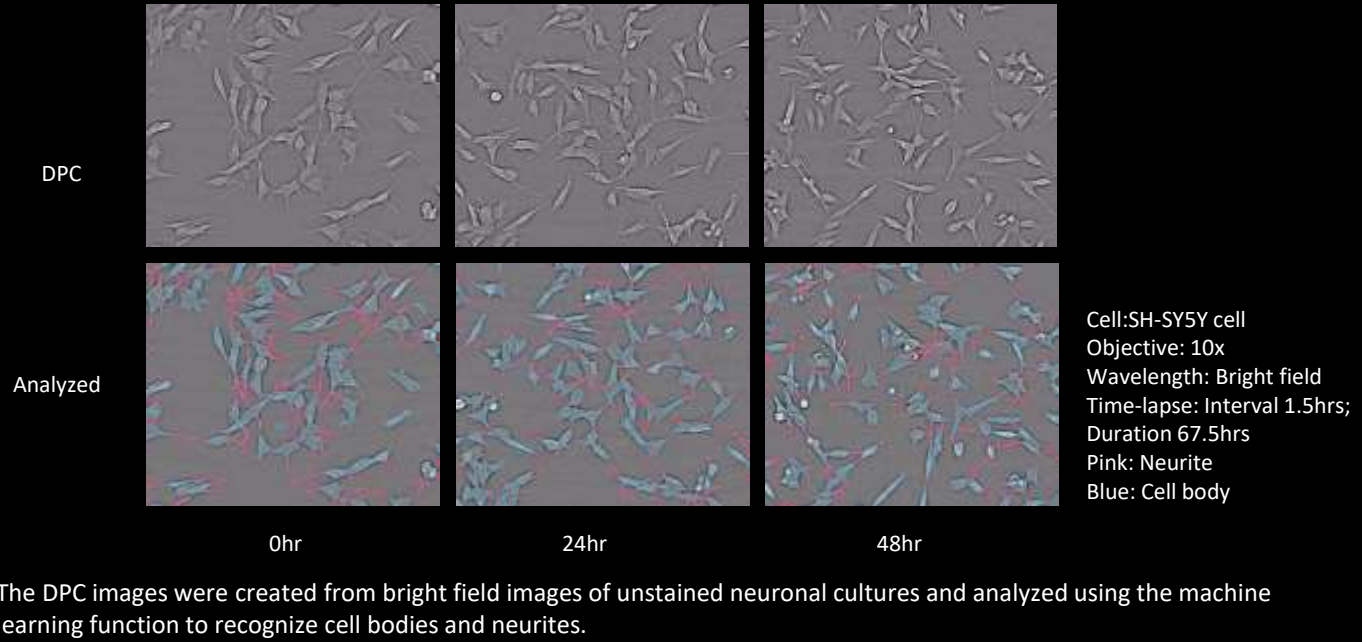 DPC
Analyzed
Cell:SH-SY5Y cell
Objective: 10x
Wavelength: Bright field
Time-lapse: Interval 1.5hrs;
Duration 67.5hrs
Pink: Neurite
Blue: Cell body
0hr
24hr
48hr
The DPC images were created from bright field images of unstained neuronal cultures and analyzed using the machine
earning function to recognize cell bodies and neurites.